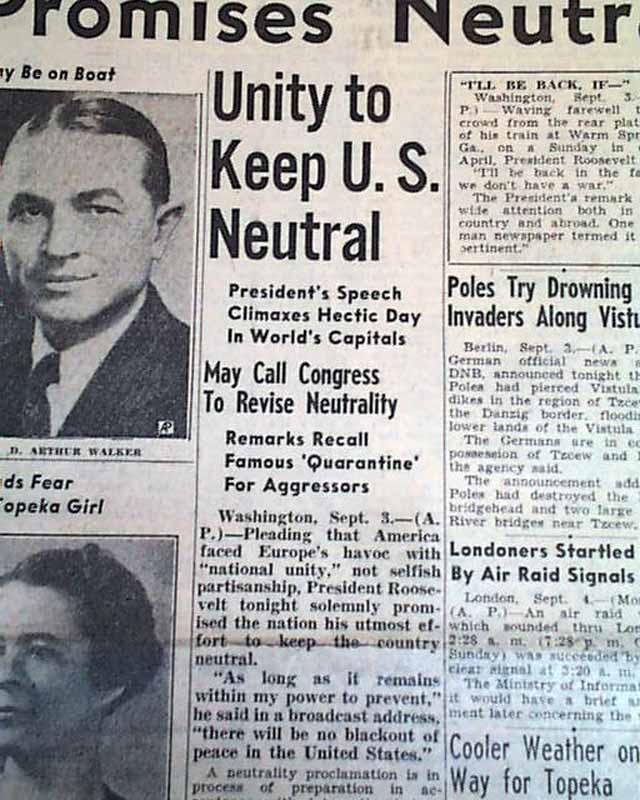 Promises Neutr
ay Be on Boat
AP
D. ARTHUR WALKER
ds Fear
Topeka Girl
Unity to
Keep U. S.
Neutral
President's Speech
Climaxes Hectic Day
In World's Capitals
May Call Congress
To Revise Neutrality
Remarks Recall
Famous 'Quarantine'
For Aggressors
Washington, Sept. 3.—(A.
P.)—Pleading that America
faced Europe's havoc with
"national unity," not selfish
partisanship, President Roose-
velt tonight solemnly prom-
ised the nation his utmost ef-
fort to keep the country
neutral.
"As long as it remains
within my power to prevent,"
he said in a broadcast address,
"there will be no blackout of
peace in the United States."
A neutrality proclamation is in
process of preparation in ac-
"I'LL BE BACK, IF—"
Washington, Sept. 3.
P.)—Waving farewell
crowd from the rear plat
of his train at Warm Spr
Ga., on a Sunday in
April, President Roosevelt
"I'll be back in the fa
we don't have a war."
The President's remark
wide attention both in
country and abroad. One
man newspaper termed it
pertinent."
Poles Try Drowning
Invaders Along Vistu
Berlin, Sept. 3.—(A. P.
German official news a
DNB, announced tonight th
Poles had pierced Vistula
dikes in the region of Tczew
the Danzig border, flood
lower lands of the Vistula
The Germans are in co
possession of Tczew and
the agency said.
The announcement add
Poles had destroyed the
bridgehead and two large
River bridges near Tczew.
Londoners Startled
By Air Raid Signals
London, Sept. 4.—(Mo
(A. P.)—An air raid
which sounded thru Lon
2:28 a. m. (7:28 p. m. C
Sunday) was succeeded by
clear signal at 3:20 a. m.
The Ministry of Informa
it would have a brief a
ment later concerning the
Cooler Weather on
Way for Topeka